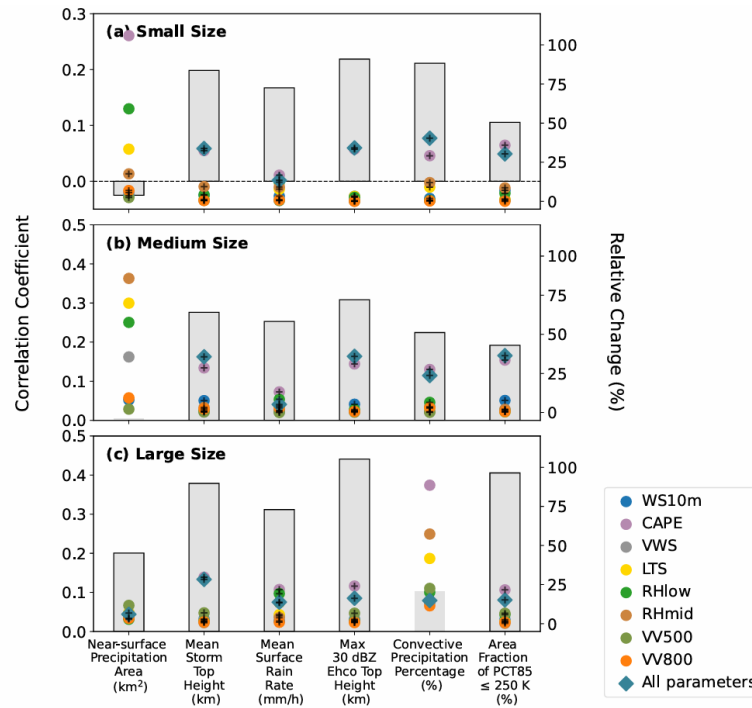 (a) Small Size
0.3
0.2
0.1
0.0
100
75
50
25
0
(b) Medium Size
0.5
0.4
0.3
0.2
0.1
0.0
100
75
50
25
0
(c) Large Size
0.5
0.4
0.3
0.2
0.1
0.0
100
75
50
25
0
Correlation Coefficient
Relative Change (%)
Near-surface
Precipitation
Area
(km²)
Mean
Storm
Top
Height
(km)
Mean
Surface
Rain
Rate
(mm/h)
Max
30 dBZ
Ehco Top
Height
(km)
Convective
Precipitation
Percentage
(%)
Area
Fraction
of PCT85
≤ 250 K
(%)
WS10m
CAPE
VWS
LTS
RHlow
RHmid
VV500
VV800
All parameters